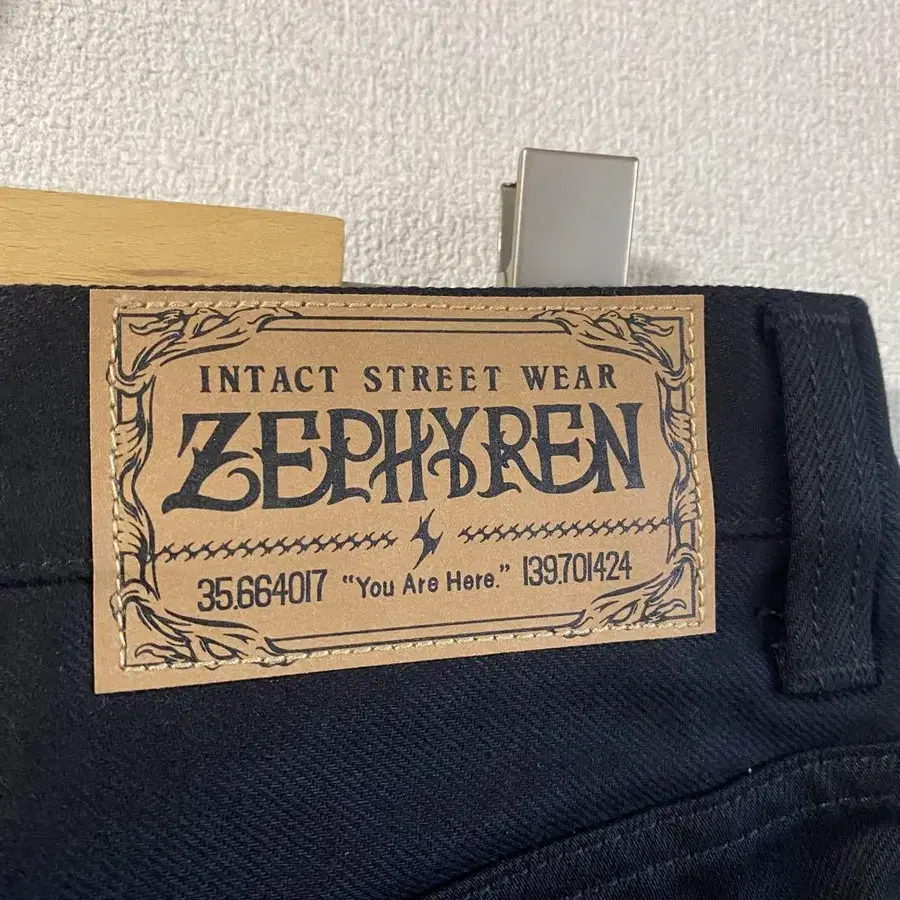 INTACT STREET WEAR
ZEPHYREN
35.664017 “You Are Here.” 139.701424